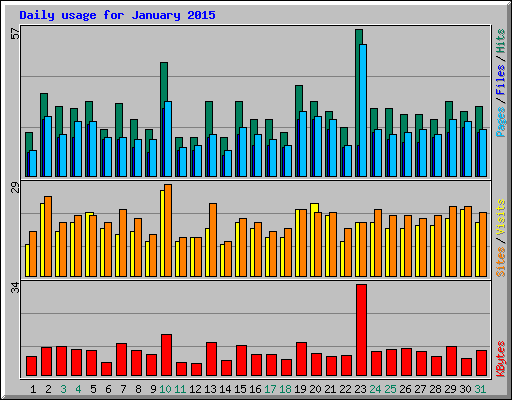 Daily usage for January 2015
57
Pages / Files / Hits
29
Sites / Visits
34
KBytes
1 2 3 4 5 6 7 8 9 10 11 12 13 14 15 16 17 18 19 20 21 22 23 24 25 26 27 28 29 30 31